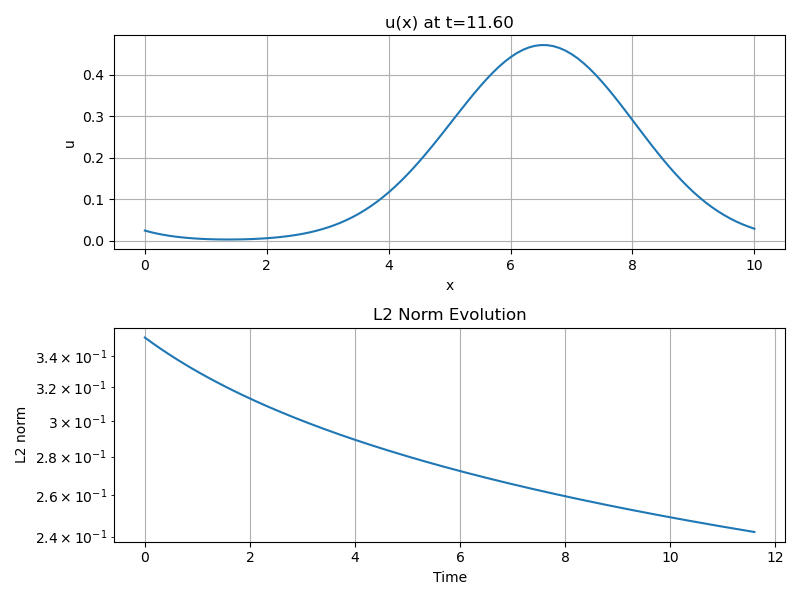 u(x) at t=11.60
0.4
0.3
0.2
0.1
0.0
u
0 2 4 6 8 10
x
L2 Norm Evolution
3.4 × 10⁻¹
3.2 × 10⁻¹
3 × 10⁻¹
2.8 × 10⁻¹
2.6 × 10⁻¹
2.4 × 10⁻¹
L2 norm
0 2 4 6 8 10 12
Time